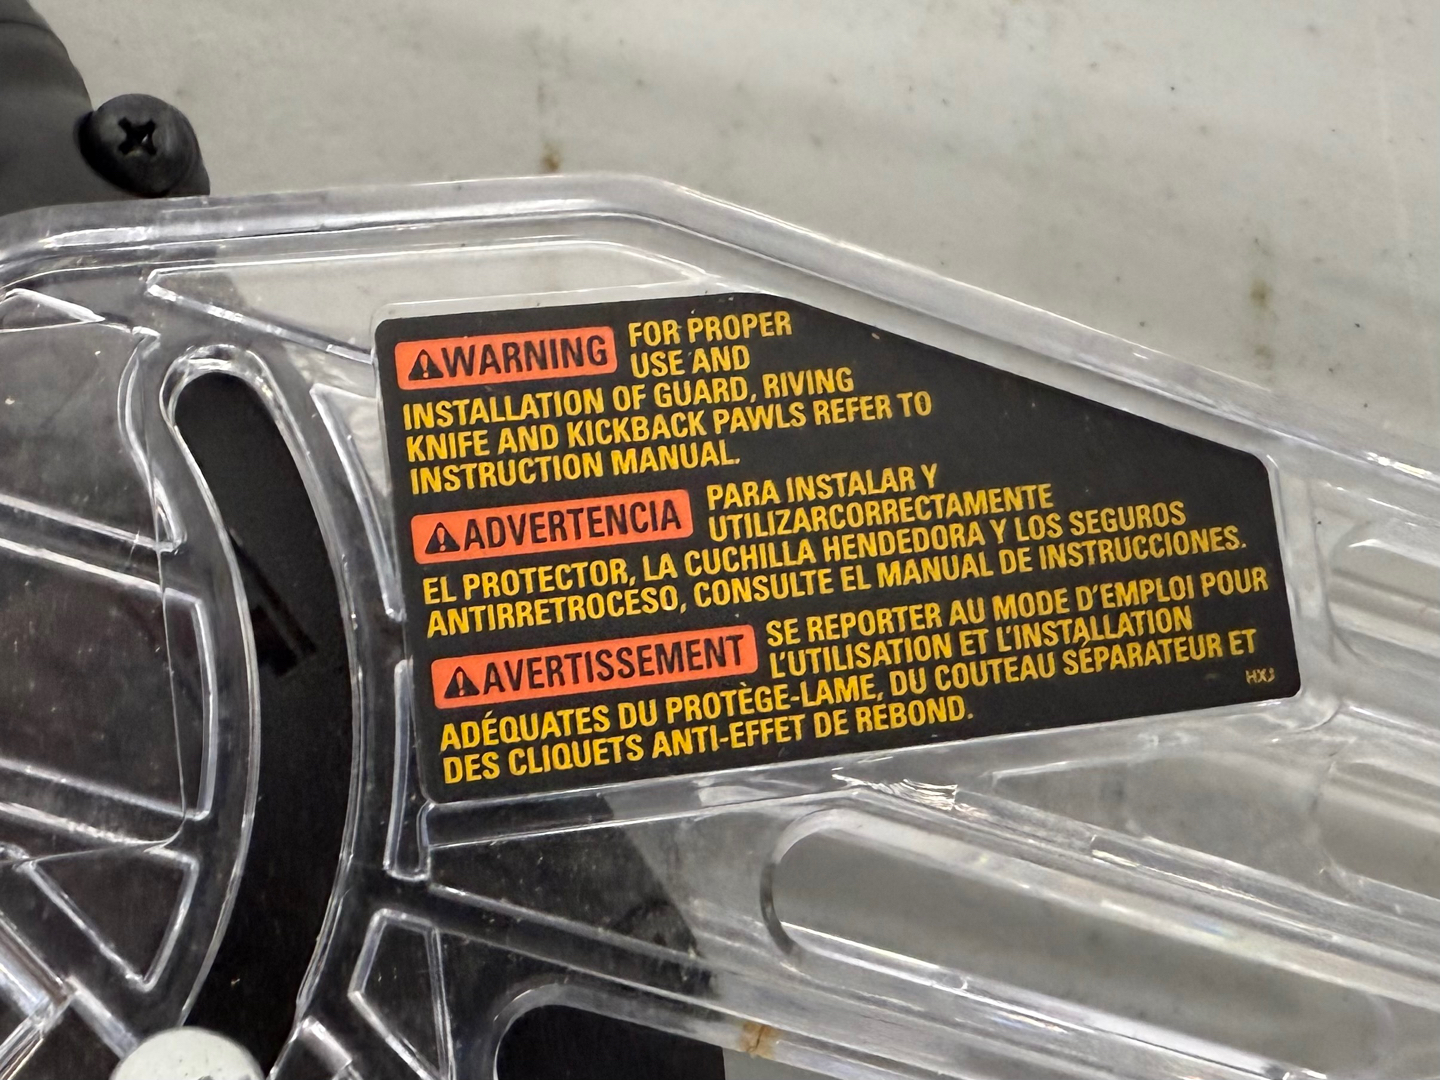 ⚠WARNING FOR PROPER
USE AND
INSTALLATION OF GUARD, RIVING
KNIFE AND KICKBACK PAWLS REFER TO
INSTRUCTION MANUAL.
⚠ADVERTENCIA PARA INSTALAR Y
UTILIZARCORRECTAMENTE
EL PROTECTOR, LA CUCHILLA HENDEDORA Y LOS SEGUROS
ANTIRRETROCESO, CONSULTE EL MANUAL DE INSTRUCCIONES.
⚠AVERTISSEMENT SE REPORTER AU MODE D'EMPLOI POUR
L'UTILISATION ET L'INSTALLATION
ADÉQUATES DU PROTÈGE-LAME, DU COUTEAU SÉPARATEUR ET
DES CLIQUETS ANTI-EFFET DE REBOND.
HXJ